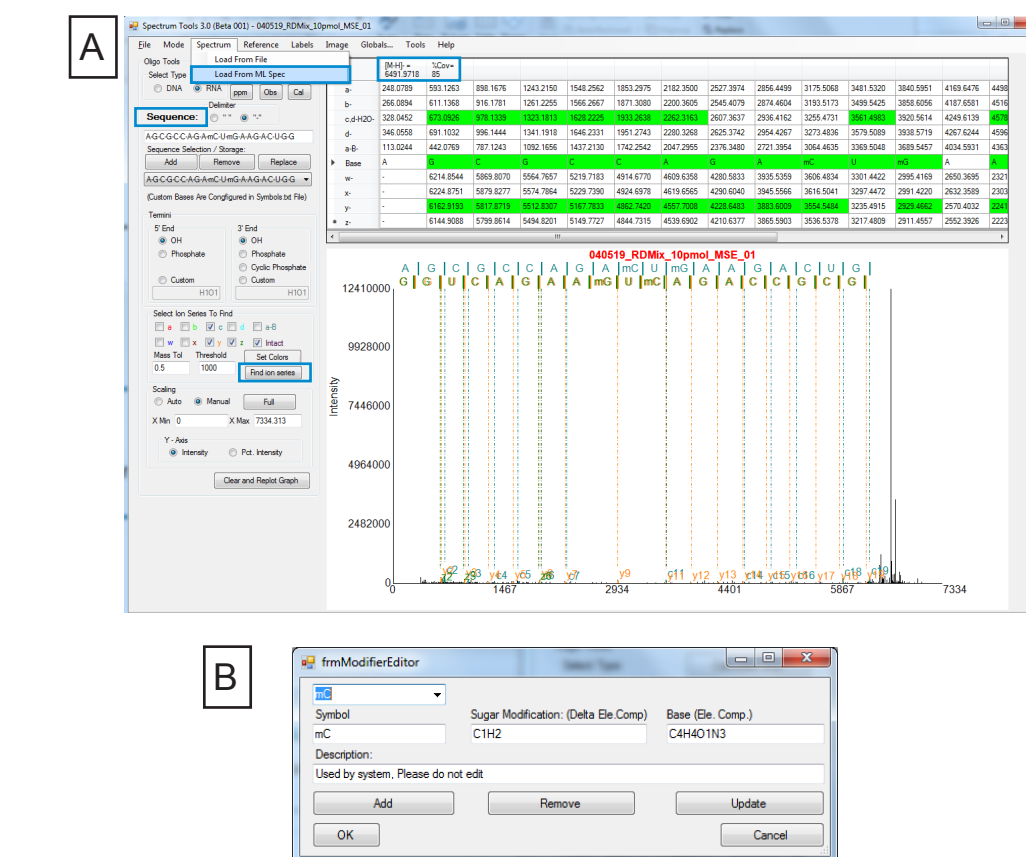 A
Spectrum Tools 3.0 (Beta 001) - 040519_RDMix_10pmol_MSE_01
File Mode Spectrum Reference Labels Image Globals... Tools Help
Load From File
Load From ML Spec
Oligo Tools
Select Type
DNA RNA ppm Obs Cal
Delimiter
Sequence: " " "-"
A-G-C-G-C-C-A-G-A-mC-U-mG-A-A-G-A-C-U-G-G
Sequence Selection / Storage:
Add Remove Replace
A-G-C-G-C-C-A-G-A-mC-U-mG-A-A-G-A-C-U-G-G
(Custom Bases Are Congfigured in Symbols.txt File)
Termini
5' End 3' End
OH OH
Phosphate Phosphate
Cyclic Phosphate
Custom Custom
H1O1 H1O1
Select Ion Series To Find
a b c d a-B
w x y z Intact
Mass Tol Threshold Set Colors
0.5 1000 Find ion series
Scaling
Auto Manual Full
X Min 0 X Max 7334.313
Y - Axis
Intensity Pct. Intensity
Clear and Replot Graph
[M-H]- = %Cov=
6491.9718 85
a- 248.0789 593.1263 898.1676 1243.2150 1548.2562 1853.2975 2182.3500 2527.3974 2856.4499 3175.5068 3481.5320 3840.5951 4169.6476 4498
b- 266.0894 611.1368 916.1781 1261.2255 1566.2667 1871.3080 2200.3605 2545.4079 2874.4604 3193.5173 3499.5425 3858.6056 4187.6581 4516
c,d-H2O- 328.0452 673.0926 978.1339 1323.1813 1628.2225 1933.2638 2262.3163 2607.3637 2936.4162 3255.4731 3561.4983 3920.5614 4249.6139 4578
d- 346.0558 691.1032 996.1444 1341.1918 1646.2331 1951.2743 2280.3268 2625.3742 2954.4267 3273.4836 3579.5089 3938.5719 4267.6244 4596
a-B- 113.0244 442.0769 787.1243 1092.1656 1437.2130 1742.2542 2047.2955 2376.3480 2721.3954 3064.4635 3369.5048 3689.5457 4034.5931 4363
Base A G C G C C A G A mC U mG A A
w- - 6214.8544 5869.8070 5564.7657 5219.7183 4914.6770 4609.6358 4280.5833 3935.5359 3606.4834 3301.4422 2995.4169 2650.3695 2321
x- - 6224.8751 5879.8277 5574.7864 5229.7390 4924.6978 4619.6565 4290.6040 3945.5566 3616.5041 3297.4472 2991.4220 2632.3589 2303
y- - 6162.9193 5817.8719 5512.8307 5167.7833 4862.7420 4557.7008 4228.6483 3883.6009 3554.5484 3235.4915 2929.4662 2570.4032 2241
z- - 6144.9088 5799.8614 5494.8201 5149.7727 4844.7315 4539.6902 4210.6377 3865.5903 3536.5378 3217.4809 2911.4557 2552.3926 2223
040519_RDMix_10pmol_MSE_01
A G C G C C A G A mC U mG A A G A C U G
G G U C A G A A mG U mC A G A C C G C G
Intensity
12410000
9928000
7446000
4964000
2482000
0
y9 c11 y12 y13 c14 y17 c18 c19
0 1467 2934 4401 5867 7334
B
frmModifierEditor
mC
Symbol Sugar Modification: (Delta Ele.Comp) Base (Ele. Comp.)
mC C1H2 C4H4O1N3
Description:
Used by system, Please do not edit
Add Remove Update
OK Cancel